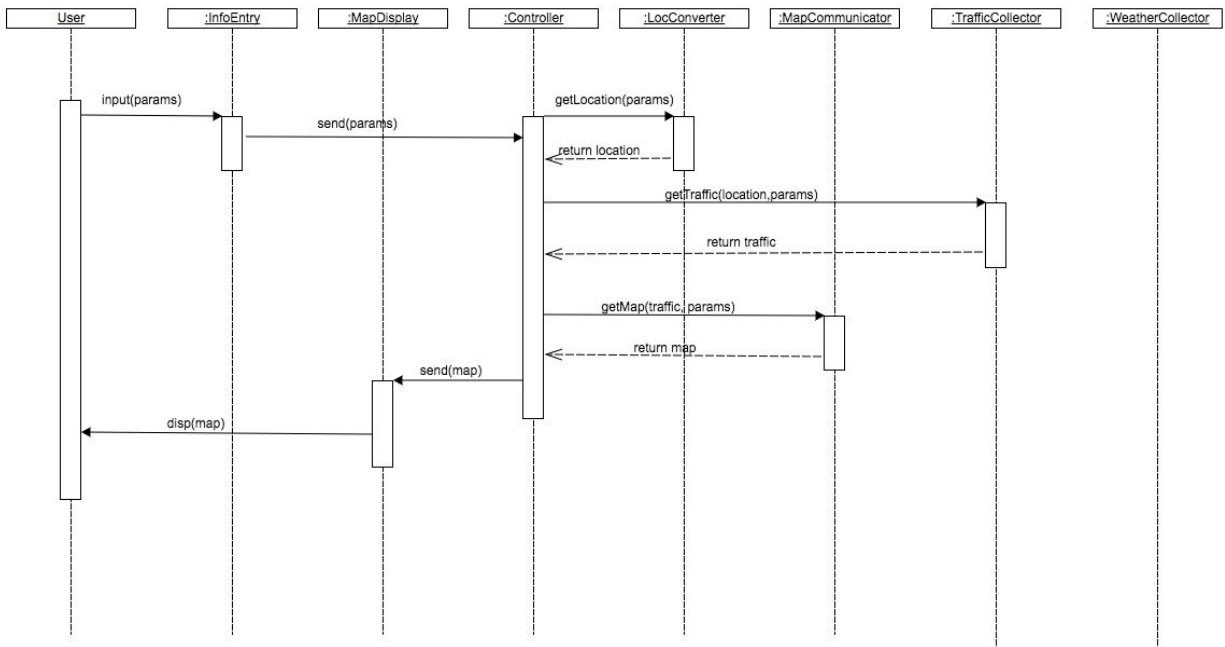 User
:InfoEntry
:MapDisplay
:Controller
:LocConverter
:MapCommunicator
:TrafficCollector
:WeatherCollector
input(params)
getLocation(params)
send(params)
return location
getTraffic(location,params)
return traffic
getMap(traffic, params)
return map
send(map)
disp(map)